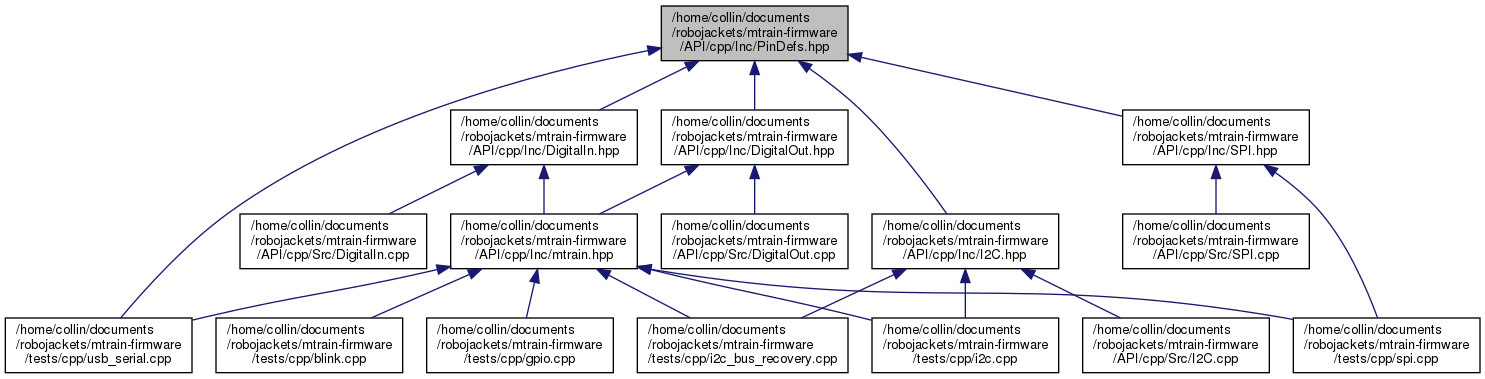 /home/collin/documents
/robojackets/mtrain-firmware
/API/cpp/Inc/PinDefs.hpp
/home/collin/documents
/robojackets/mtrain-firmware
/API/cpp/Inc/DigitalIn.hpp
/home/collin/documents
/robojackets/mtrain-firmware
/API/cpp/Inc/DigitalOut.hpp
/home/collin/documents
/robojackets/mtrain-firmware
/API/cpp/Inc/SPI.hpp
/home/collin/documents
/robojackets/mtrain-firmware
/API/cpp/Src/DigitalIn.cpp
/home/collin/documents
/robojackets/mtrain-firmware
/API/cpp/Inc/mtrain.hpp
/home/collin/documents
/robojackets/mtrain-firmware
/API/cpp/Src/DigitalOut.cpp
/home/collin/documents
/robojackets/mtrain-firmware
/API/cpp/Inc/I2C.hpp
/home/collin/documents
/robojackets/mtrain-firmware
/API/cpp/Src/SPI.cpp
/home/collin/documents
/robojackets/mtrain-firmware
/tests/cpp/usb_serial.cpp
/home/collin/documents
/robojackets/mtrain-firmware
/tests/cpp/blink.cpp
/home/collin/documents
/robojackets/mtrain-firmware
/tests/cpp/gpio.cpp
/home/collin/documents
/robojackets/mtrain-firmware
/tests/cpp/i2c_bus_recovery.cpp
/home/collin/documents
/robojackets/mtrain-firmware
/tests/cpp/i2c.cpp
/home/collin/documents
/robojackets/mtrain-firmware
/API/cpp/Src/I2C.cpp
/home/collin/documents
/robojackets/mtrain-firmware
/tests/cpp/spi.cpp